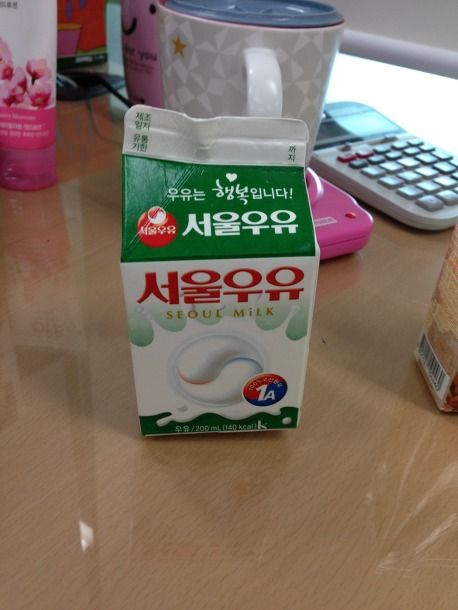 제조
일자
유통
기한
까
지
우유는 행복입니다!
서울우유
서울우유
서울우유
SEOUL MiLK
1A
우유/200 mL(140 kcal)
for you